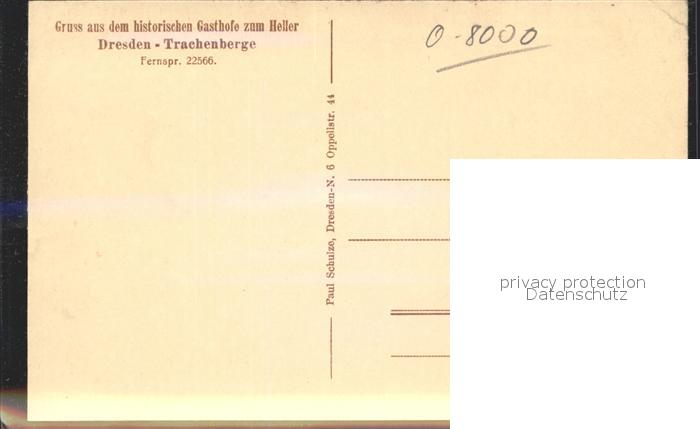 Gruss aus dem historischen Gasthofe zum Heller
Dresden - Trachenberge
Fernspr. 22566.
O-8000
Paul Schulze, Dresden-N. 6 Oppellstr. 44
privacy protection
Datenschutz